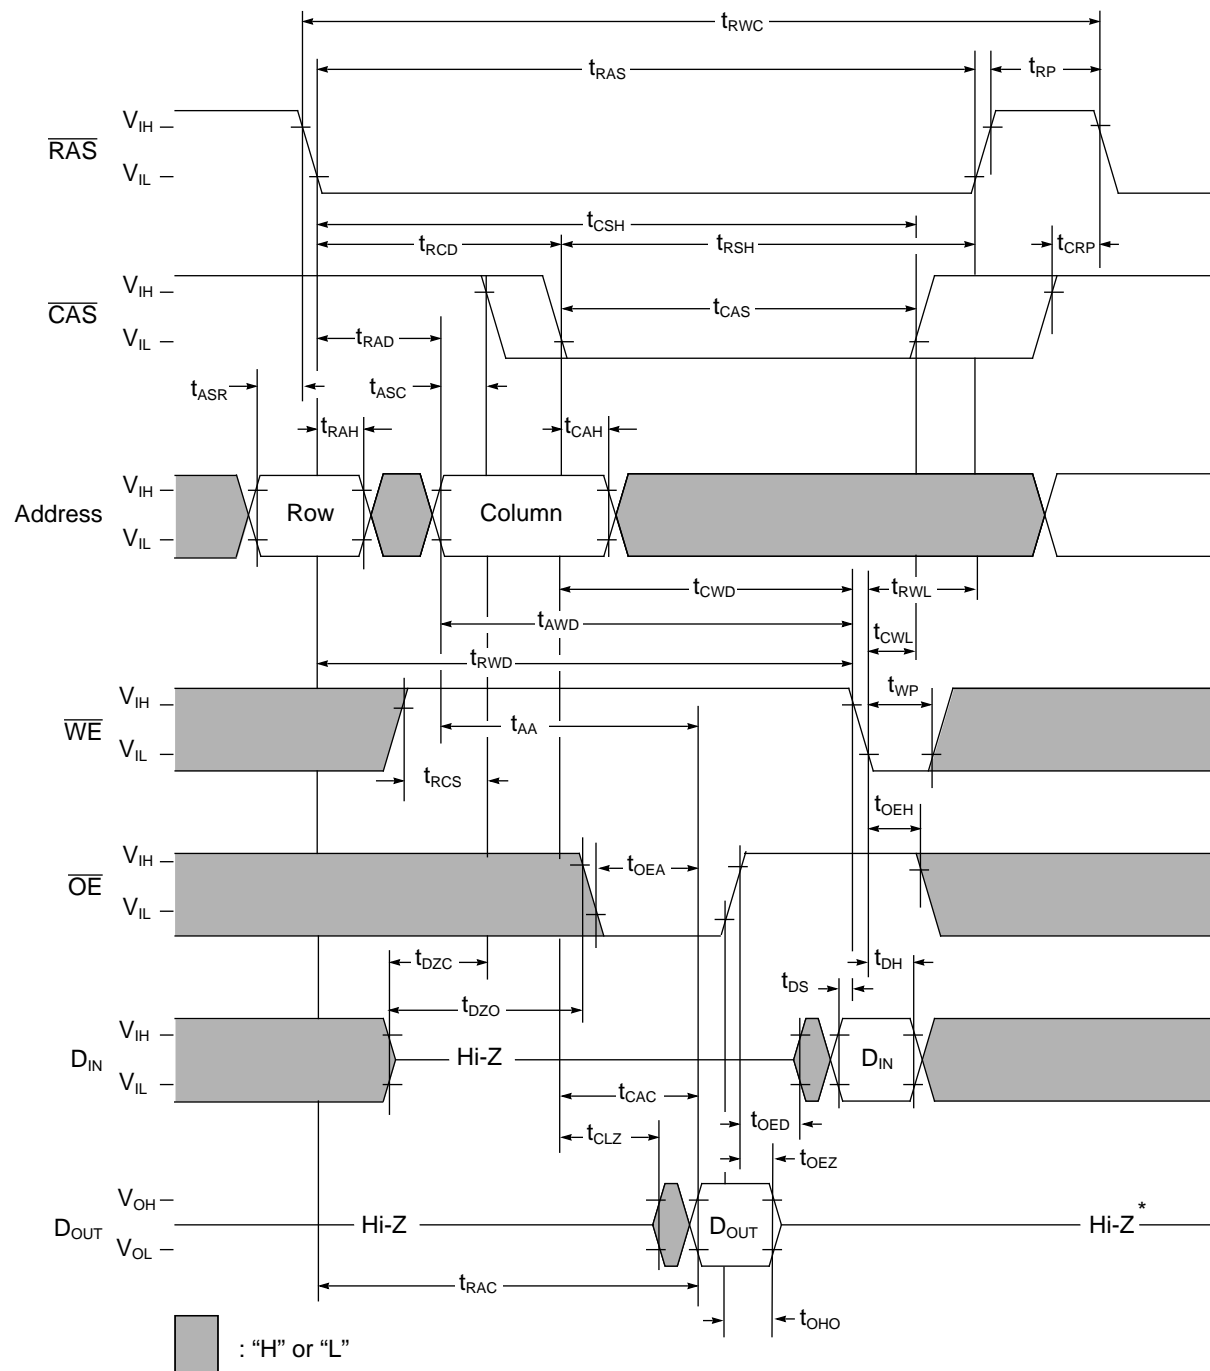 tRWC
tRAS
tRP
VIH
RAS
VIL
tCSH
tRCD
tRSH
tCRP
VIH
CAS
tCAS
VIL
tRAD
tASR
tASC
tRAH
tCAH
VIH
Address
Row
Column
VIL
tCWD
tRWL
tAWD
tCWL
tRWD
VIH
tWP
WE
tAA
VIL
tRCS
tOEH
VIH
OE
tOEA
VIL
tDZC
tDH
tDS
tDZO
VIH
DIN
Hi-Z
DIN
VIL
tCAC
tOED
tCLZ
tOEZ
VOH
DOUT
Hi-Z
DOUT
Hi-Z*
VOL
tRAC
tOHO
: “H” or “L”